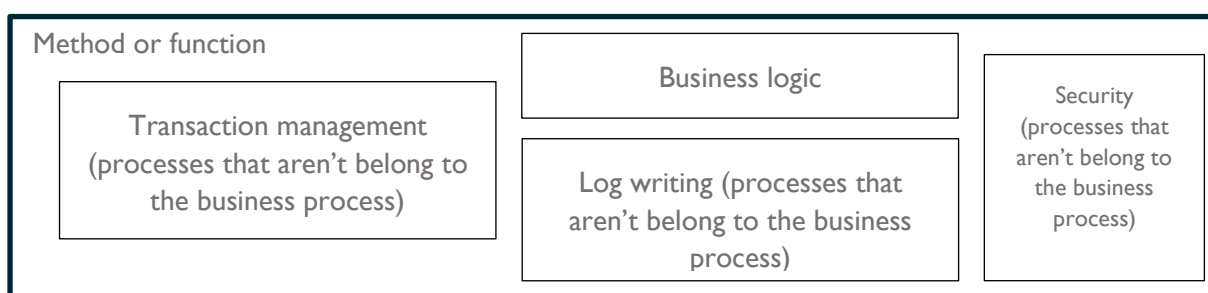 Method or function
Transaction management
(processes that aren't belong to
the business process)
Business logic
Log writing (processes that
aren't belong to the business
process)
Security
(processes that
aren't belong to
the business
process)